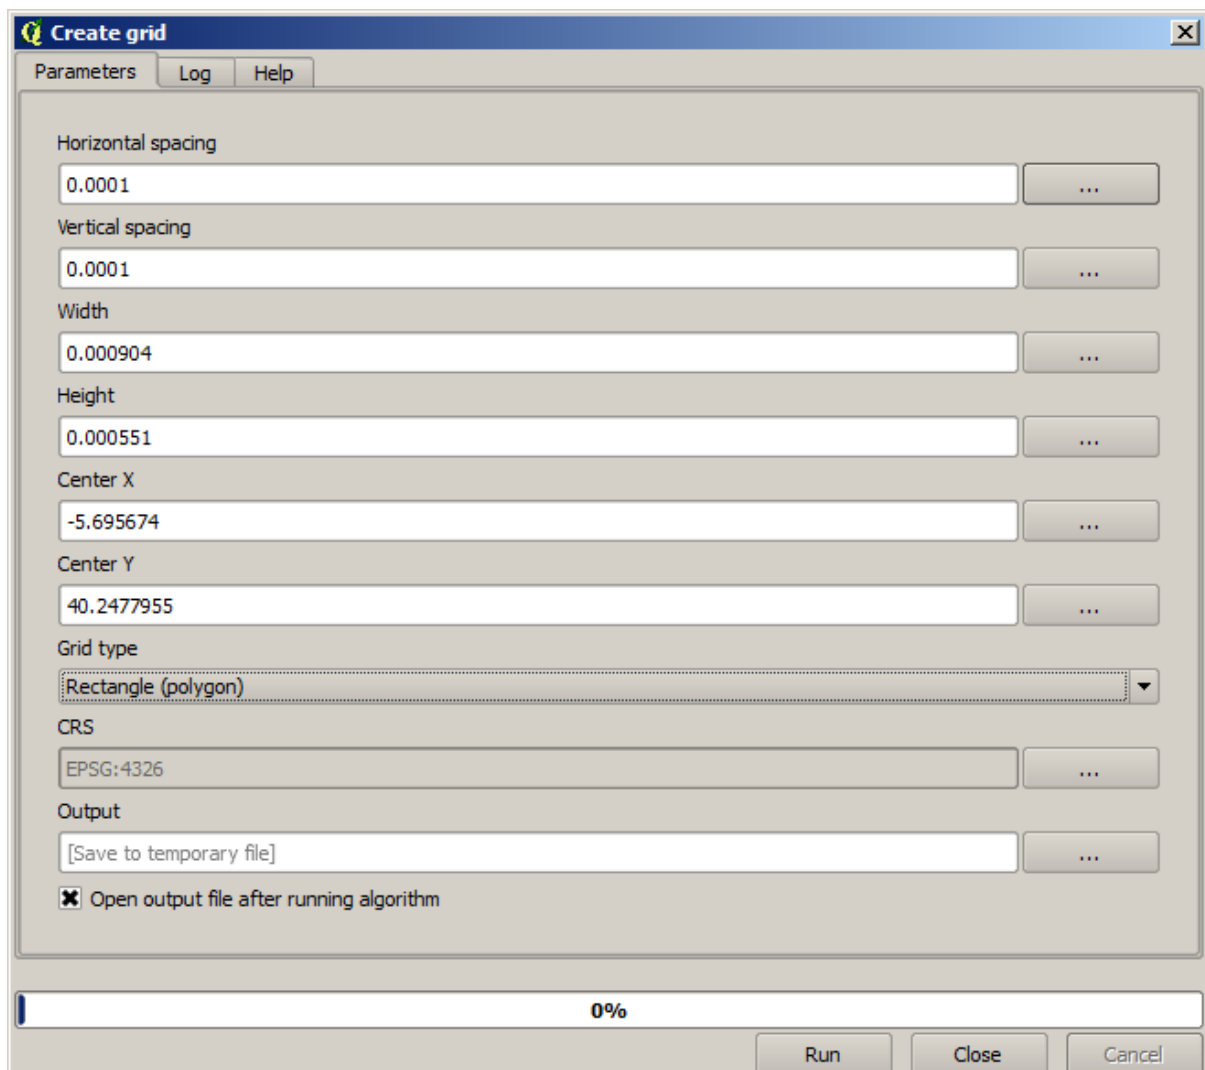 Create grid
Parameters Log Help
Horizontal spacing
0.0001 ...
Vertical spacing
0.0001 ...
Width
0.000904 ...
Height
0.000551 ...
Center X
-5.695674 ...
Center Y
40.2477955 ...
Grid type
Rectangle (polygon)
CRS
EPSG:4326 ...
Output
[Save to temporary file] ...
Open output file after running algorithm
0%
Run Close Cancel